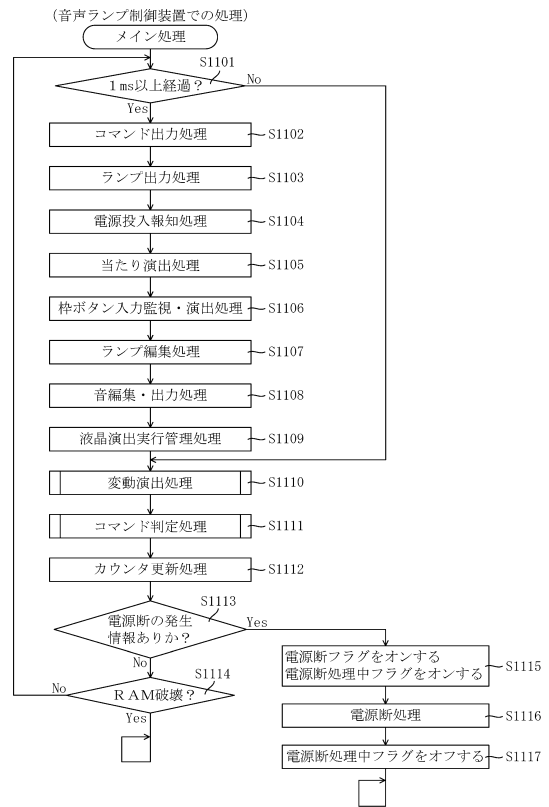 (音声ランプ制御装置での処理)
メイン処理
S1101
1ms以上経過?
No
Yes
コマンド出力処理
S1102
ランプ出力処理
S1103
電源投入報知処理
S1104
当たり演出処理
S1105
枠ボタン入力監視・演出処理
S1106
ランプ編集処理
S1107
音編集・出力処理
S1108
液晶演出実行管理処理
S1109
変動演出処理
S1110
コマンド判定処理
S1111
カウンタ更新処理
S1112
S1113
電源断の発生
情報ありか?
Yes
No
S1114
RAM破壊?
No
Yes
電源断フラグをオンする
電源断処理中フラグをオンする
S1115
電源断処理
S1116
電源断処理中フラグをオフする
S1117